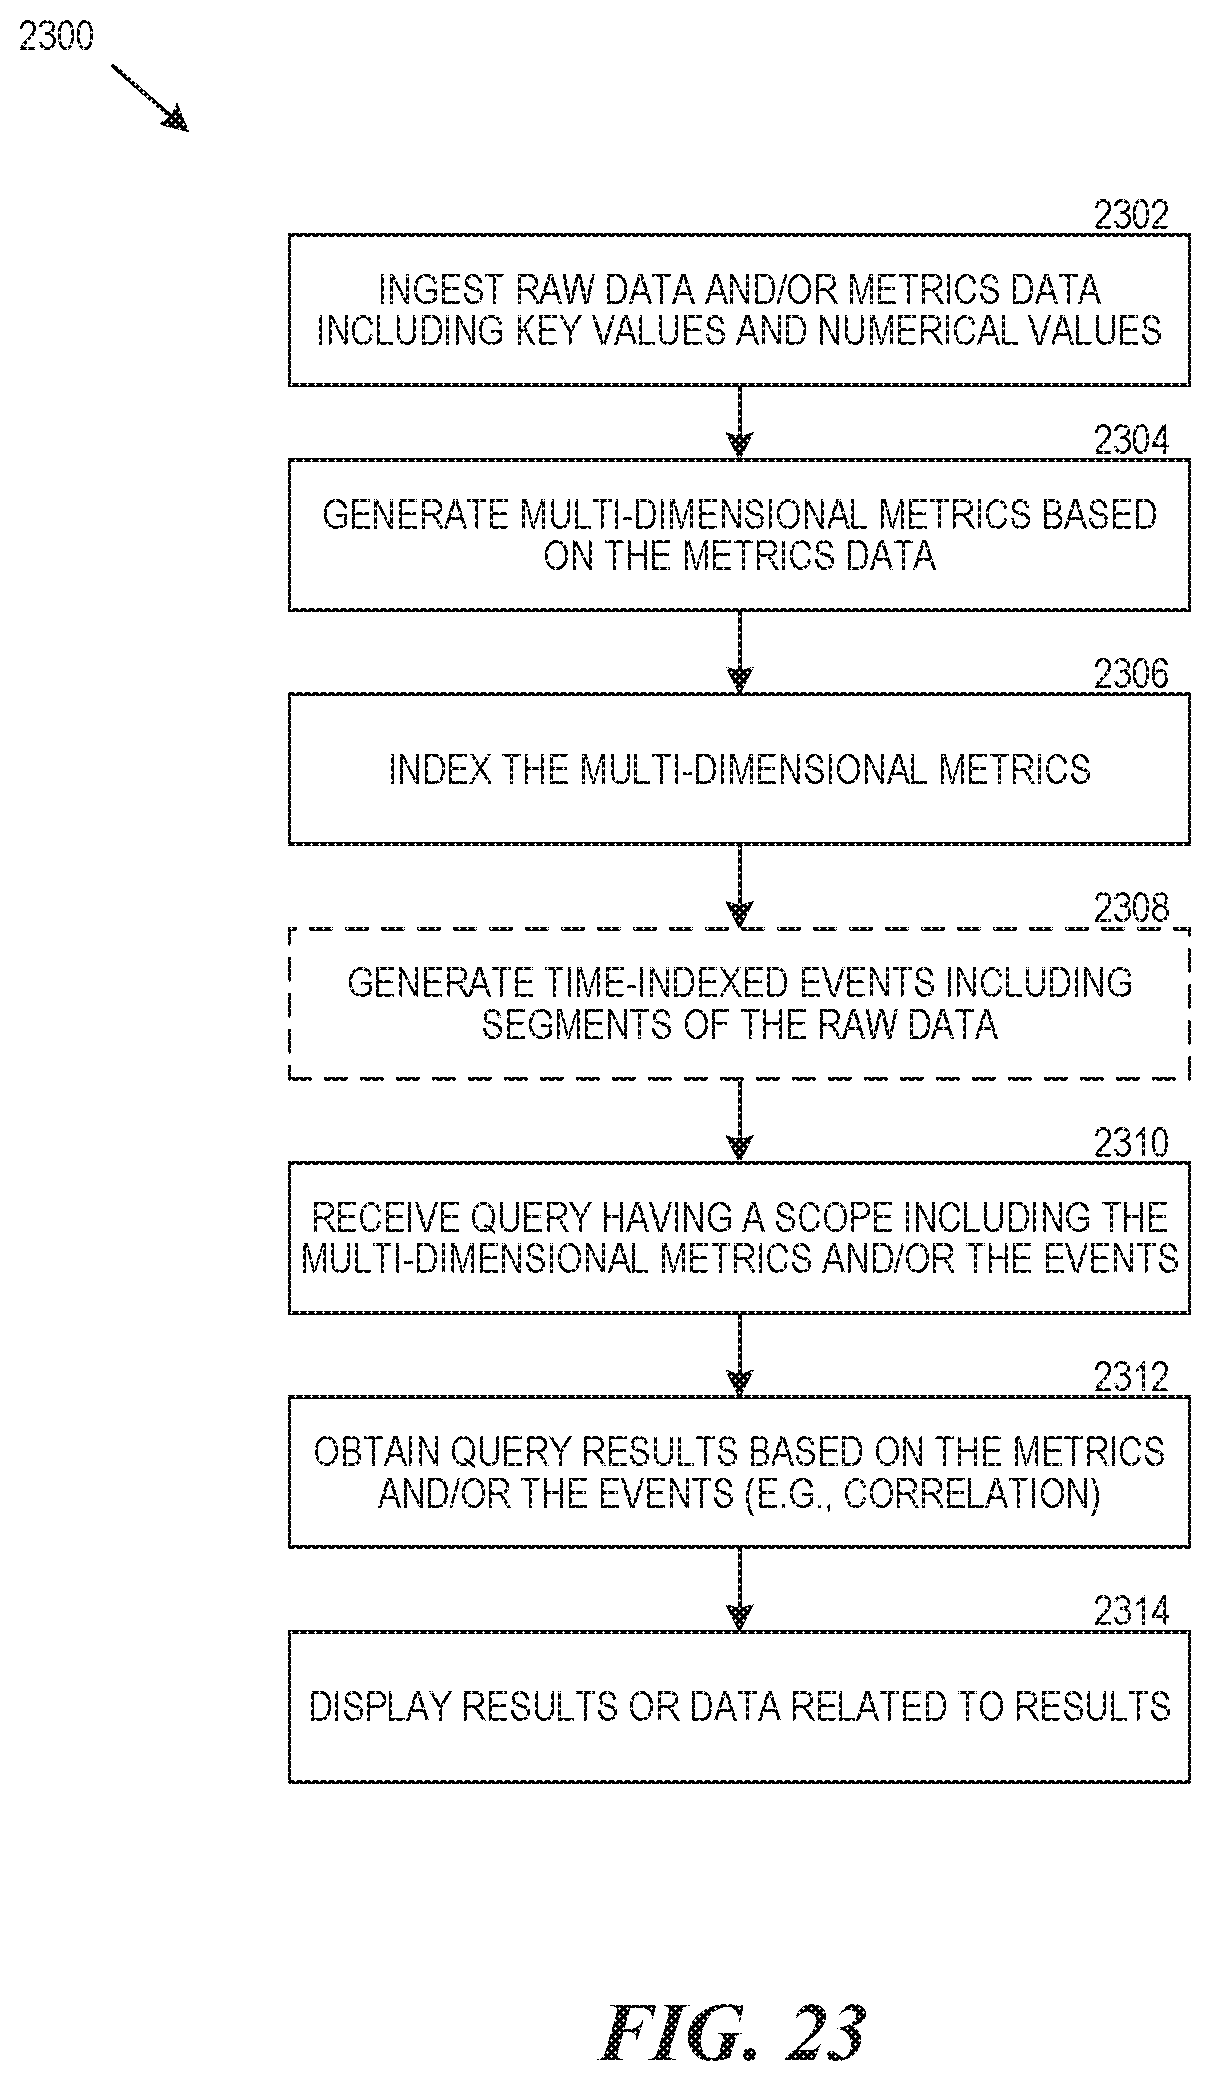 2300
2302
INGEST RAW DATA AND/OR METRICS DATA
INCLUDING KEY VALUES AND NUMERICAL VALUES
2304
GENERATE MULTI-DIMENSIONAL METRICS BASED
ON THE METRICS DATA
2306
INDEX THE MULTI-DIMENSIONAL METRICS
2308
GENERATE TIME-INDEXED EVENTS INCLUDING
SEGMENTS OF THE RAW DATA
2310
RECEIVE QUERY HAVING A SCOPE INCLUDING THE
MULTI-DIMENSIONAL METRICS AND/OR THE EVENTS
2312
OBTAIN QUERY RESULTS BASED ON THE METRICS
AND/OR THE EVENTS (E.G., CORRELATION)
2314
DISPLAY RESULTS OR DATA RELATED TO RESULTS
FIG. 23